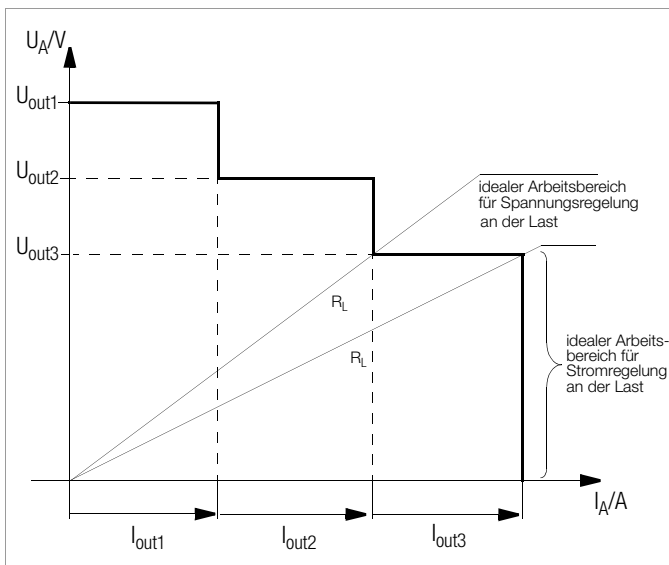 U_A/V
U_out1
U_out2
idealer Arbeitsbereich
für Spannungsregelung
an der Last
U_out3
R_L
R_L
idealer Arbeits-
bereich für
Stromregelung
an der Last
I_A/A
I_out1
I_out2
I_out3